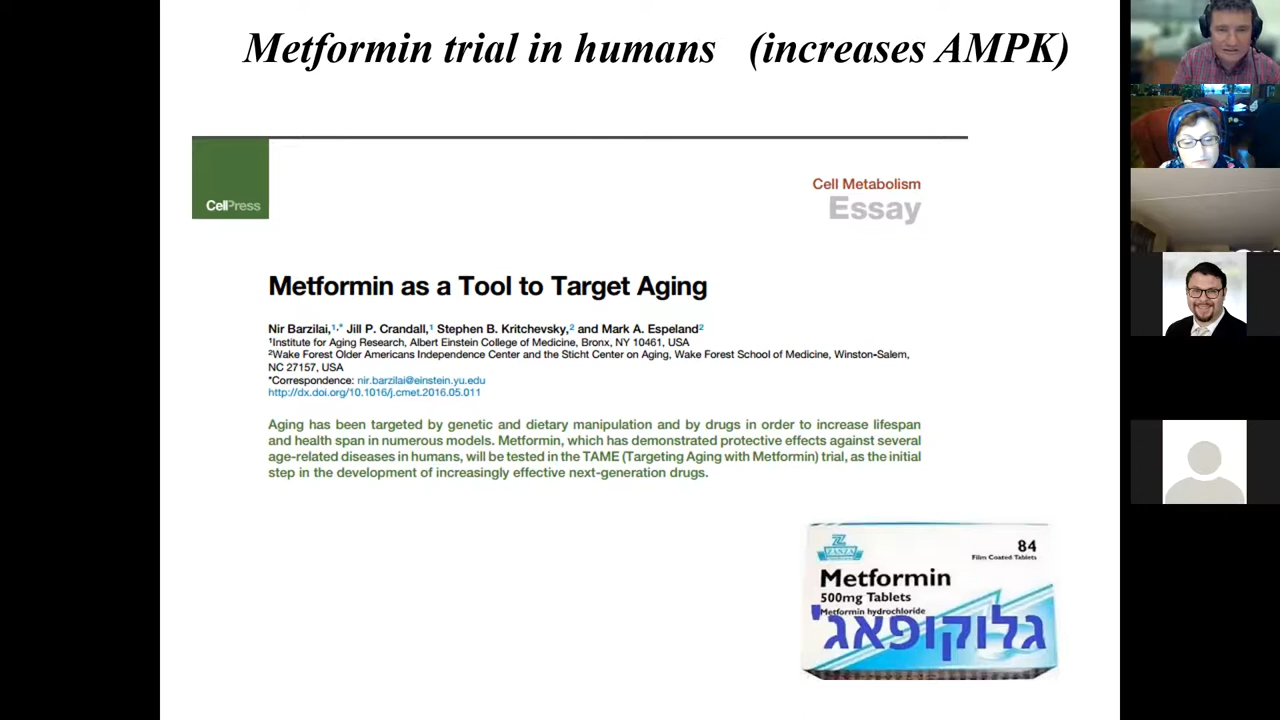 Metformin trial in humans (increases AMPK)
CellPress
Cell Metabolism
Essay
Metformin as a Tool to Target Aging
Nir Barzilai,1,* Jill P. Crandall,1 Stephen B. Kritchevsky,2 and Mark A. Espeland2
1Institute for Aging Research, Albert Einstein College of Medicine, Bronx, NY 10461, USA
2Wake Forest Older Americans Independence Center and the Sticht Center on Aging, Wake Forest School of Medicine, Winston-Salem,
NC 27157, USA
*Correspondence: nir.barzilai@einstein.yu.edu
http://dx.doi.org/10.1016/j.cmet.2016.05.011
Aging has been targeted by genetic and dietary manipulation and by drugs in order to increase lifespan
and health span in numerous models. Metformin, which has demonstrated protective effects against several
age-related diseases in humans, will be tested in the TAME (Targeting Aging with Metformin) trial, as the initial
step in the development of increasingly effective next-generation drugs.
ZANZA
84
Film Coated Tablets
Metformin
500mg Tablets
Metformin hydrochloride
גלוקופאג'